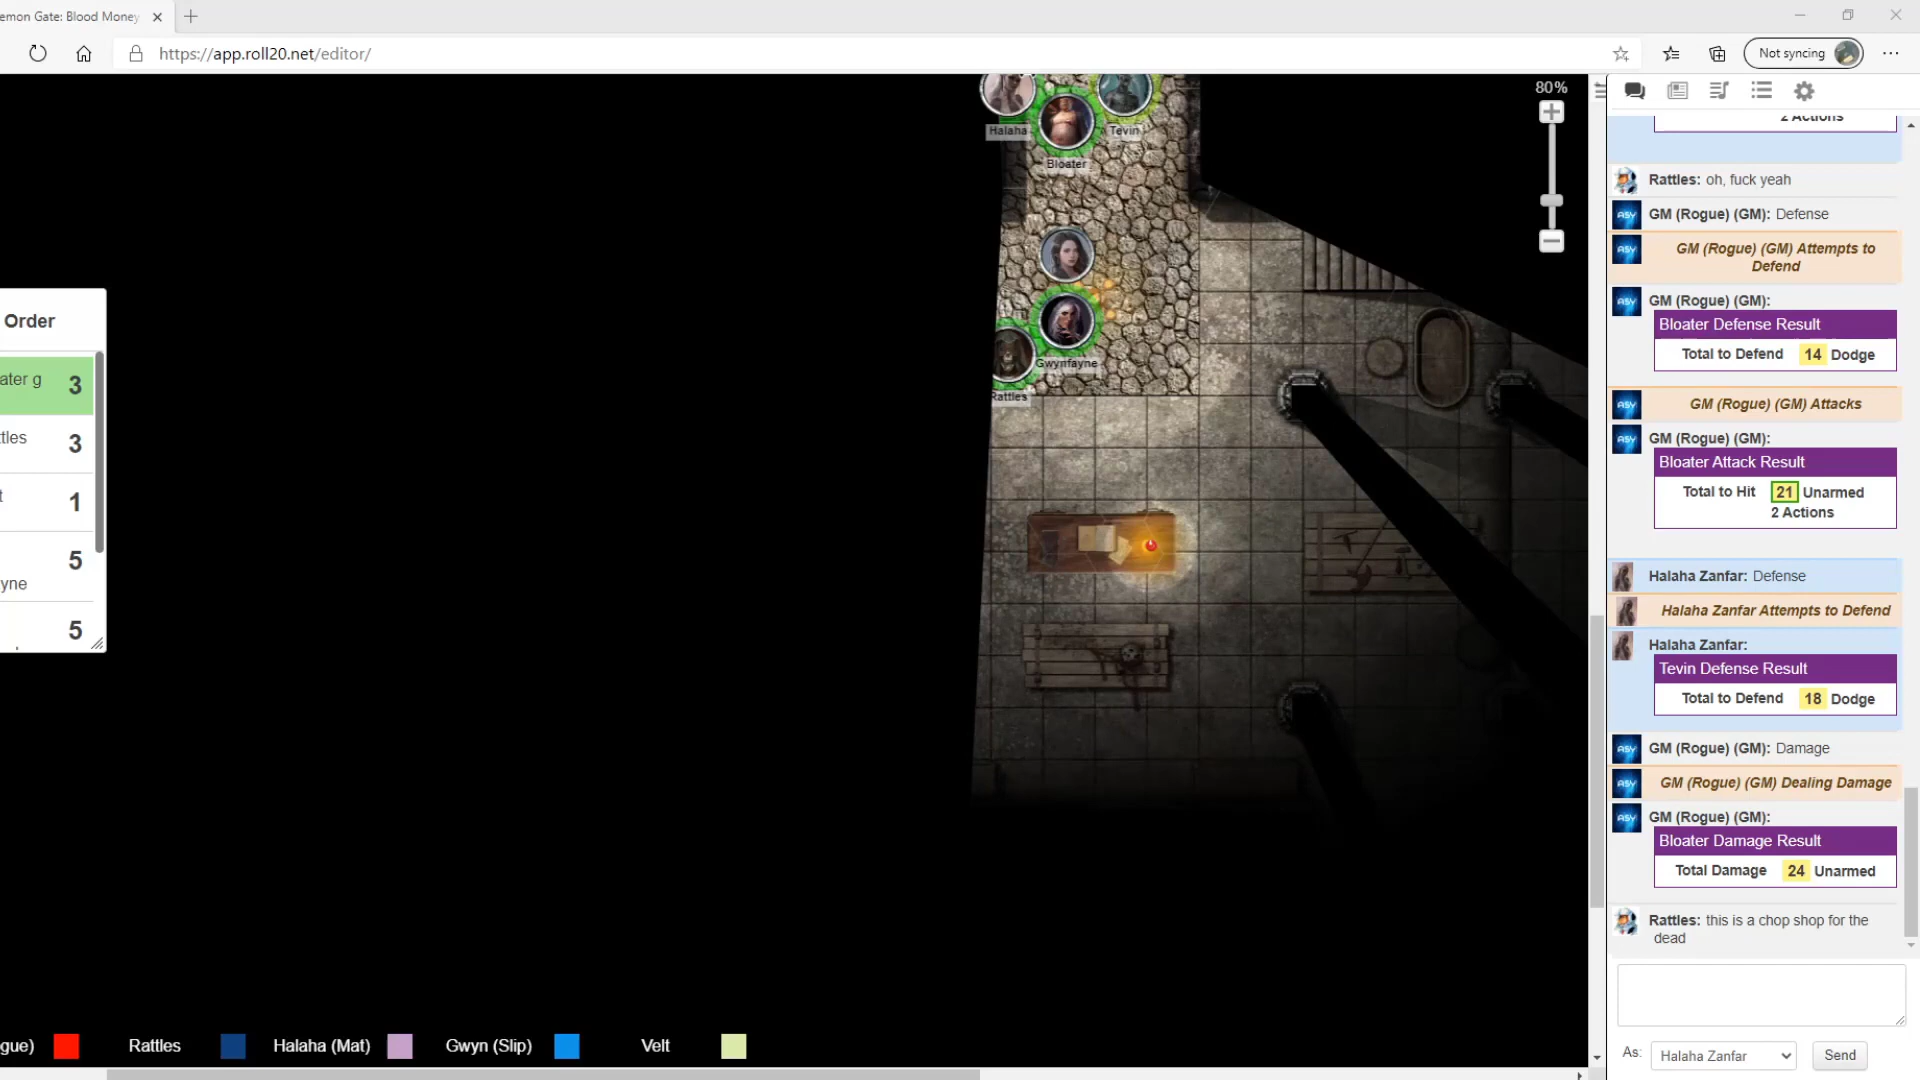 emon Gate: Blood Money
https://app.roll20.net/editor/
Not syncing
80%
Halaha
Tevin
Bloater
Gwynfayne
Rattles
Order
ater g 3
tles 3
t 1
5
yne
5
2 Actions
Rattles: oh, fuck yeah
GM (Rogue) (GM): Defense
GM (Rogue) (GM) Attempts to
Defend
GM (Rogue) (GM):
Bloater Defense Result
Total to Defend 14 Dodge
GM (Rogue) (GM) Attacks
GM (Rogue) (GM):
Bloater Attack Result
Total to Hit 21 Unarmed
2 Actions
Halaha Zanfar: Defense
Halaha Zanfar Attempts to Defend
Halaha Zanfar:
Tevin Defense Result
Total to Defend 18 Dodge
GM (Rogue) (GM): Damage
GM (Rogue) (GM) Dealing Damage
GM (Rogue) (GM):
Bloater Damage Result
Total Damage 24 Unarmed
Rattles: this is a chop shop for the
dead
As: Halaha Zanfar Send
gue) Rattles Halaha (Mat) Gwyn (Slip) Velt